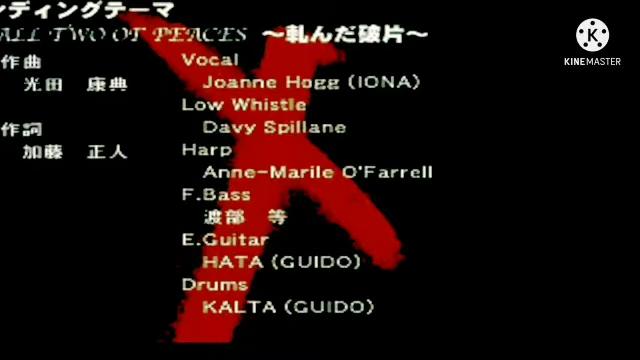 ンディングテーマ
ALL TWO OF PEACES 〜軋んだ破片〜
作曲
光田 康典
作詞
加藤 正人
Vocal
Joanne Hogg (IONA)
Low Whistle
Davy Spillane
Harp
Anne-Marile O'Farrell
F.Bass
渡部 等
E.Guitar
HATA (GUIDO)
Drums
KALTA (GUIDO)
K
KINEMASTER